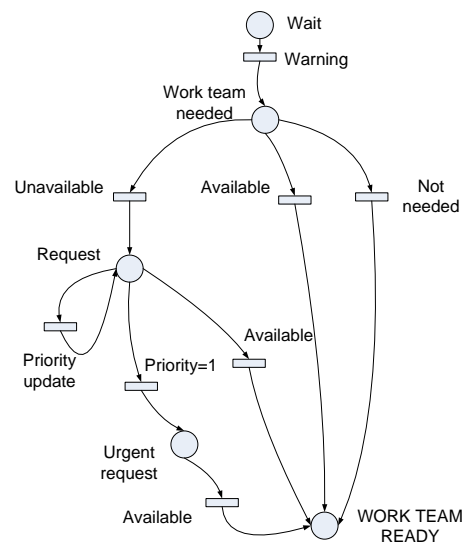 Wait
Warning
Work team
needed
Unavailable
Available
Not
needed
Request
Available
Priority
update
Priority=1
Urgent
request
Available
WORK TEAM
READY